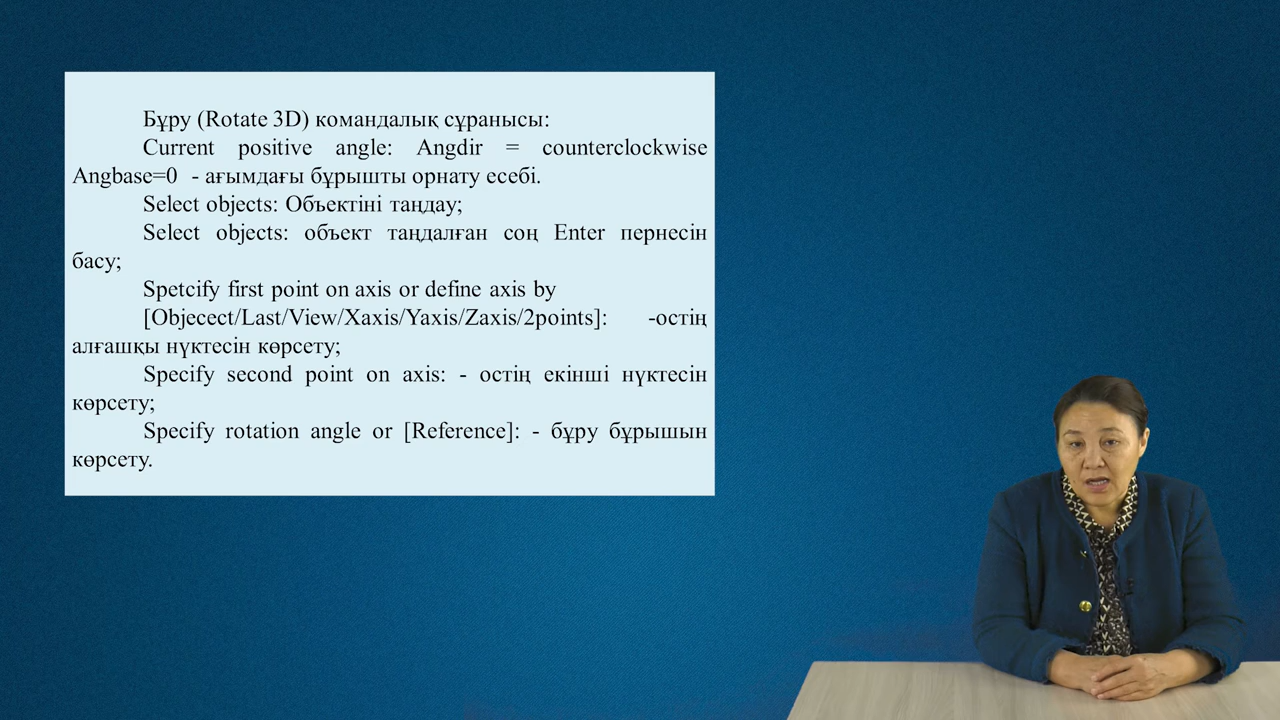 Бұру (Rotate 3D) командалық сұранысы:
Current positive angle: Angdir = counterclockwise
Angbase=0 - ағымдағы бұрышты орнату есебі.
Select objects: Объектіні таңдау;
Select objects: объект таңдалған соң Enter пернесін
басу;
Spetcify first point on axis or define axis by
[Objecect/Last/View/Xaxis/Yaxis/Zaxis/2points]: -остің
алғашқы нүктесін көрсету;
Specify second point on axis: - остің екінші нүктесін
көрсету;
Specify rotation angle or [Reference]: - бұру бұрышын
көрсету.